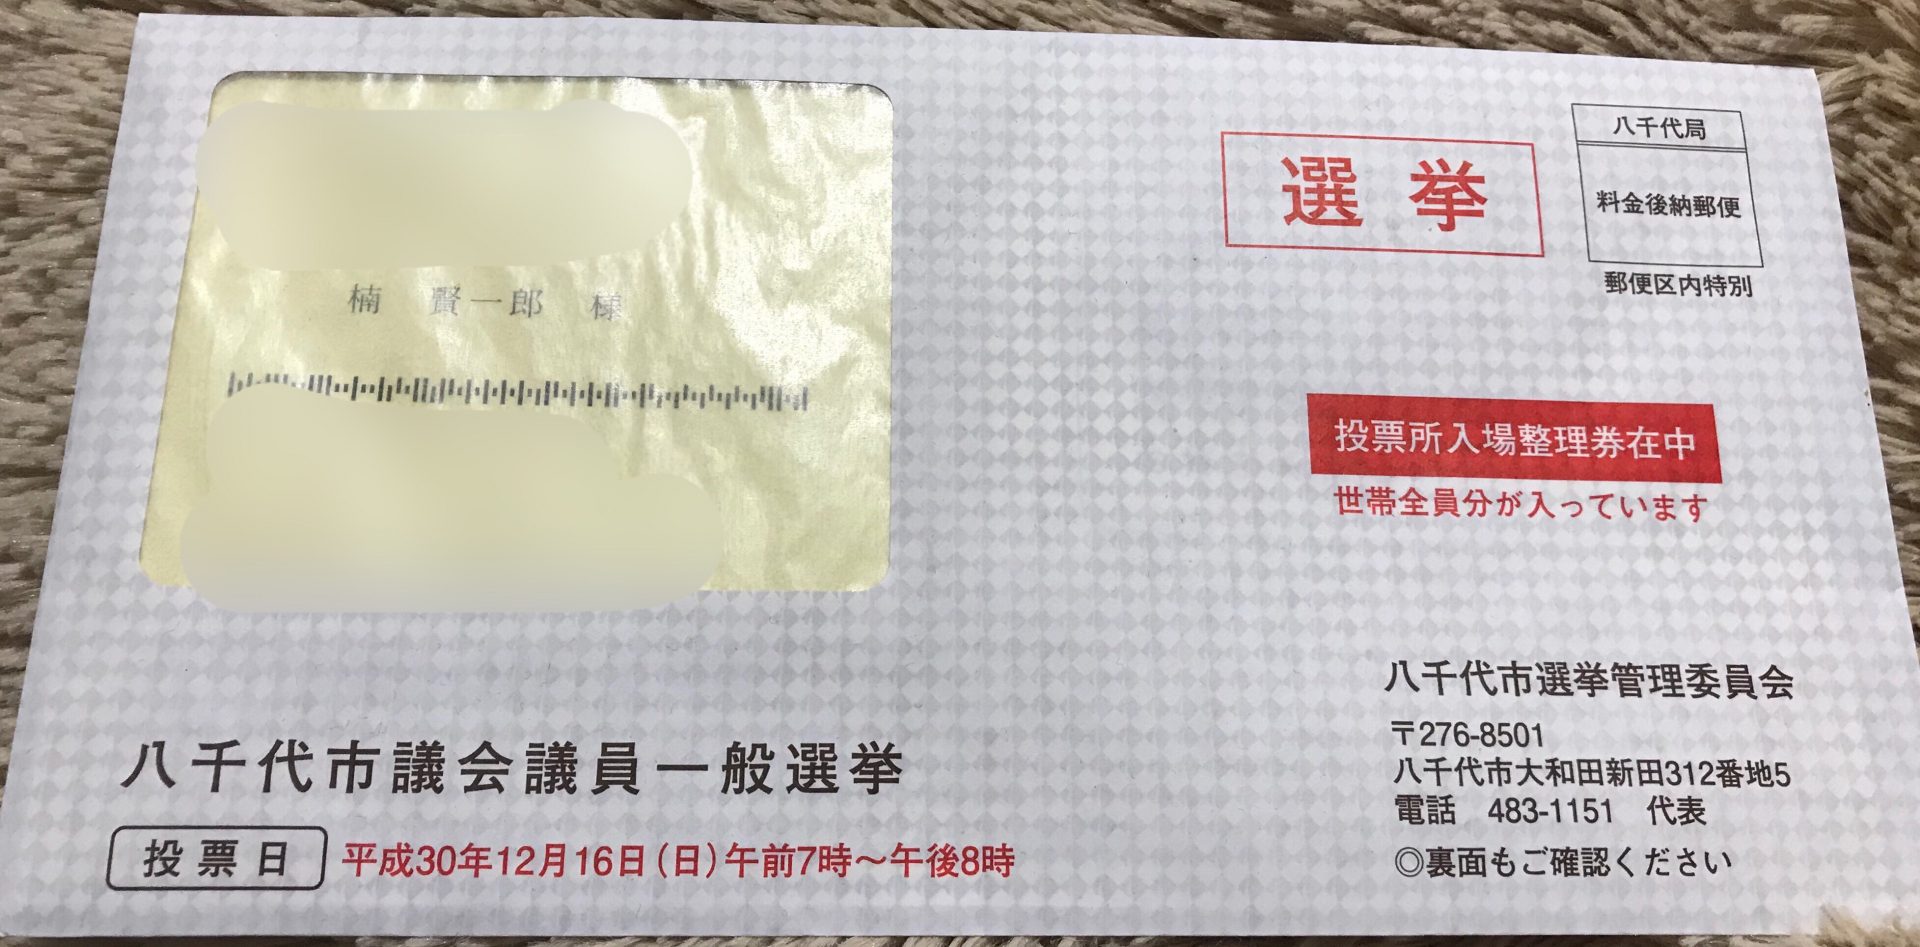 八千代局
料金後納郵便
郵便区内特別
選挙
楠 賢一郎 様
投票所入場整理券在中
世帯全員分が入っています
八千代市選挙管理委員会
〒276-8501
八千代市大和田新田312番地5
電話 483-1151 代表
◎裏面もご確認ください
八千代市議会議員一般選挙
投票日 平成30年12月16日(日)午前7時~午後8時